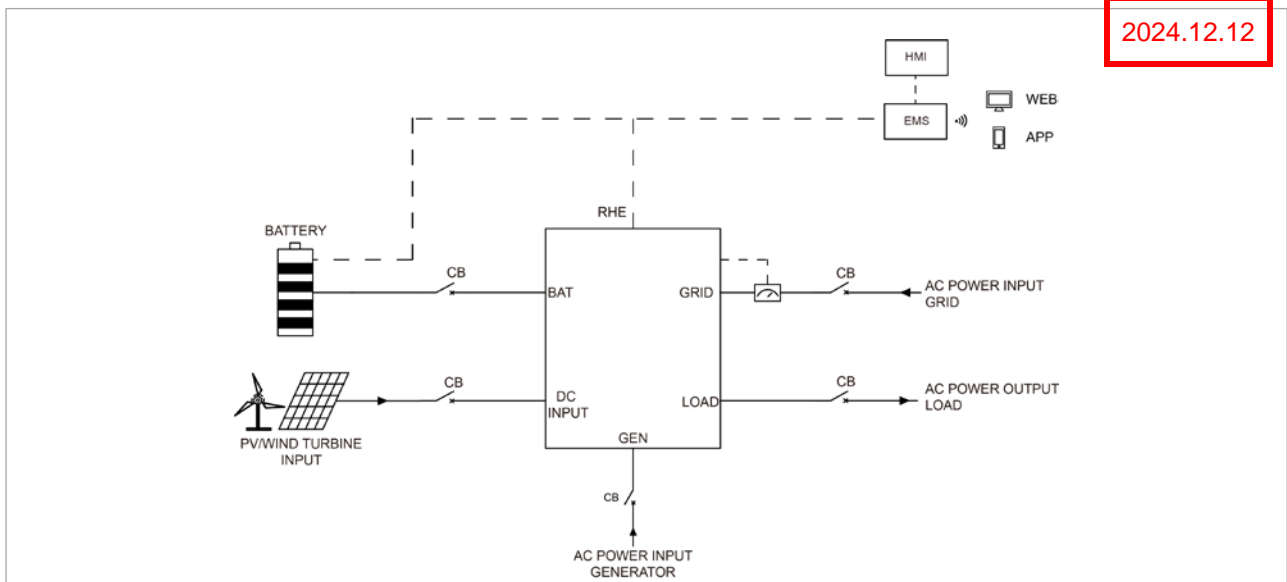 2024.12.12
HMI
EMS
WEB
APP
RHE
BATTERY
CB
BAT
GRID
CB
AC POWER INPUT
GRID
CB
DC
INPUT
LOAD
CB
AC POWER OUTPUT
LOAD
PV/WIND TURBINE
INPUT
GEN
CB
AC POWER INPUT
GENERATOR